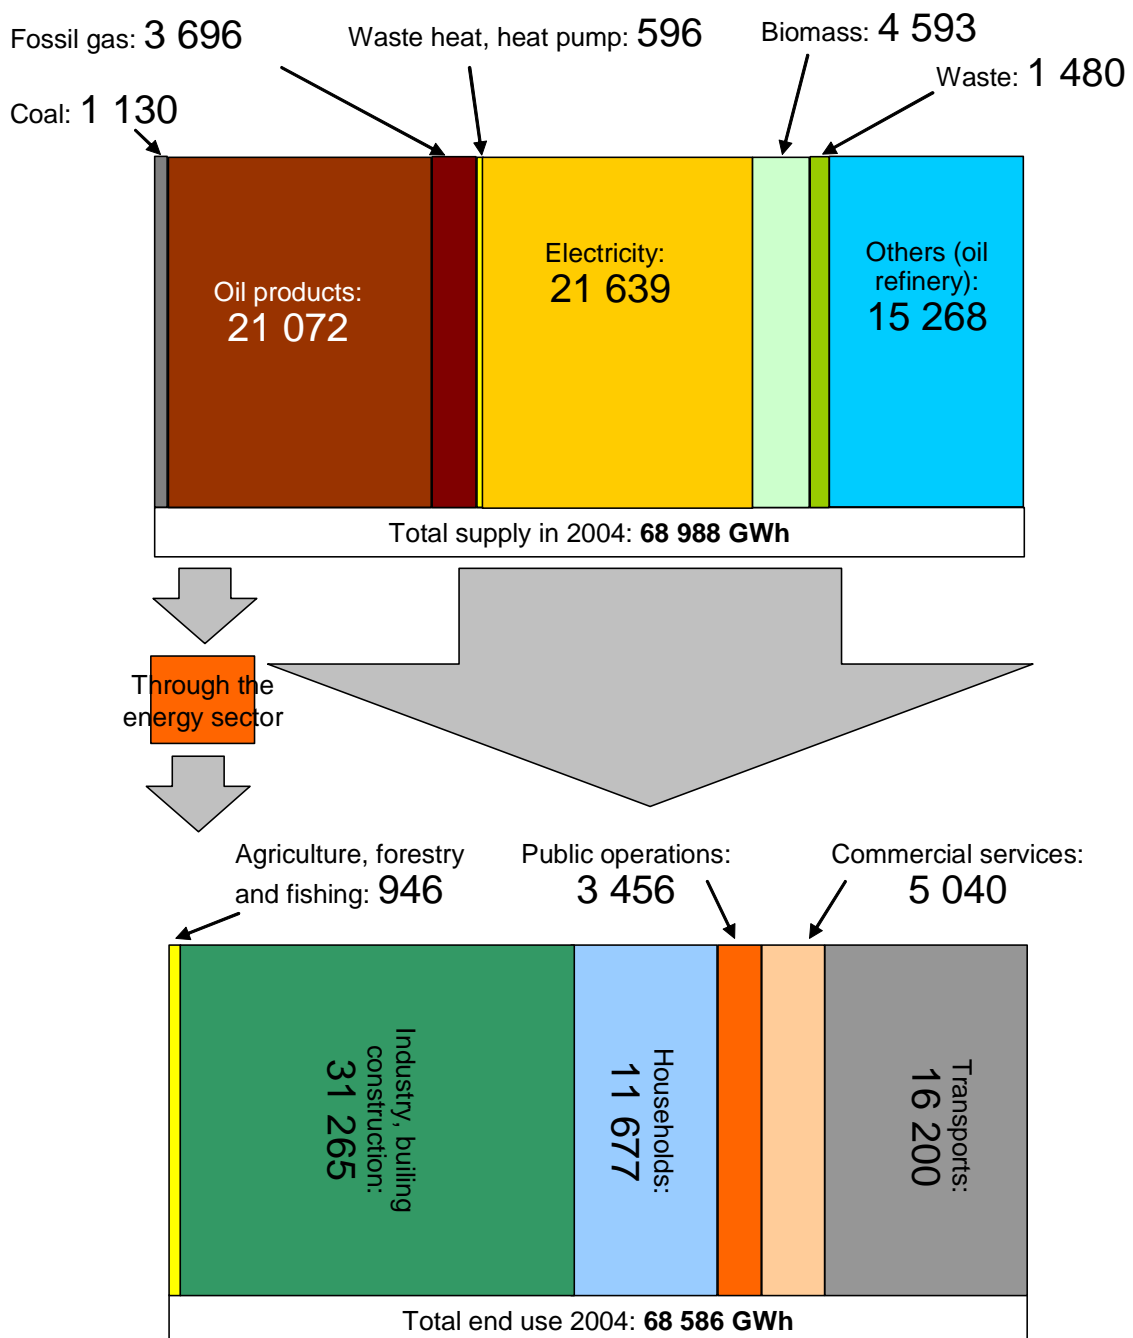 Fossil gas: 3 696
Waste heat, heat pump: 596
Biomass: 4 593
Waste: 1 480
Coal: 1 130
Oil products:
21 072
Electricity:
21 639
Others (oil
refinery):
15 268
Total supply in 2004: 68 988 GWh
Through the
energy sector
Agriculture, forestry
and fishing: 946
Public operations:
3 456
Commercial services:
5 040
Industry, builing
construction:
31 265
Households:
11 677
Transports:
16 200
Total end use 2004: 68 586 GWh